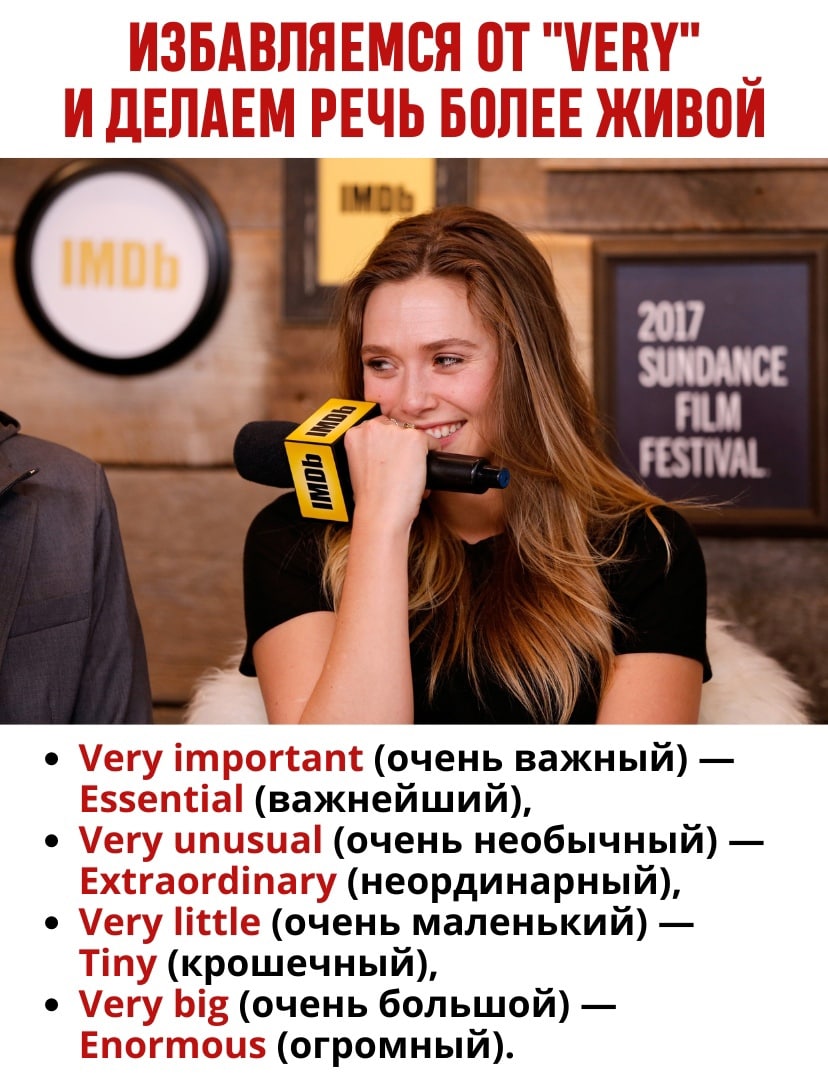 ИЗБАВЛЯЕМСЯ ОТ "VERY"
И ДЕЛАЕМ РЕЧЬ БОЛЕЕ ЖИВОЙ
IMDb
IMDb
2017
SUNDANCE
FILM
FESTIVAL
IMDb
IMDb
• Very important (очень важный) —
Essential (важнейший),
• Very unusual (очень необычный) —
Extraordinary (неординарный),
• Very little (очень маленький) —
Tiny (крошечный),
• Very big (очень большой) —
Enormous (огромный).